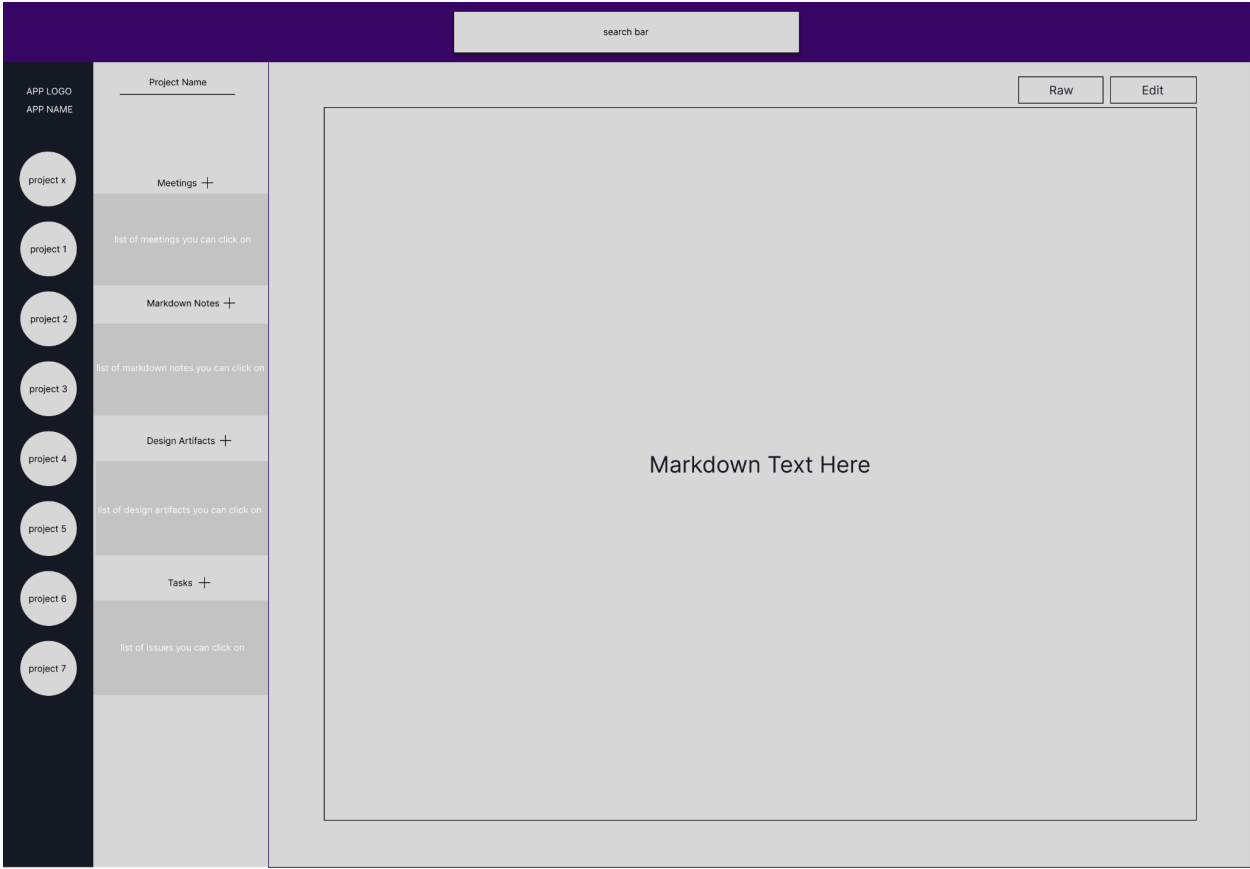 search bar
APP LOGO
APP NAME
project x
project 1
project 2
project 3
project 4
project 5
project 6
project 7
Project Name
Meetings
list of meetings you can click on
Markdown Notes
list of markdown notes you can click on
Design Artifacts
list of design artifacts you can click on
Tasks
list of issues you can click on
Raw
Edit
Markdown Text Here